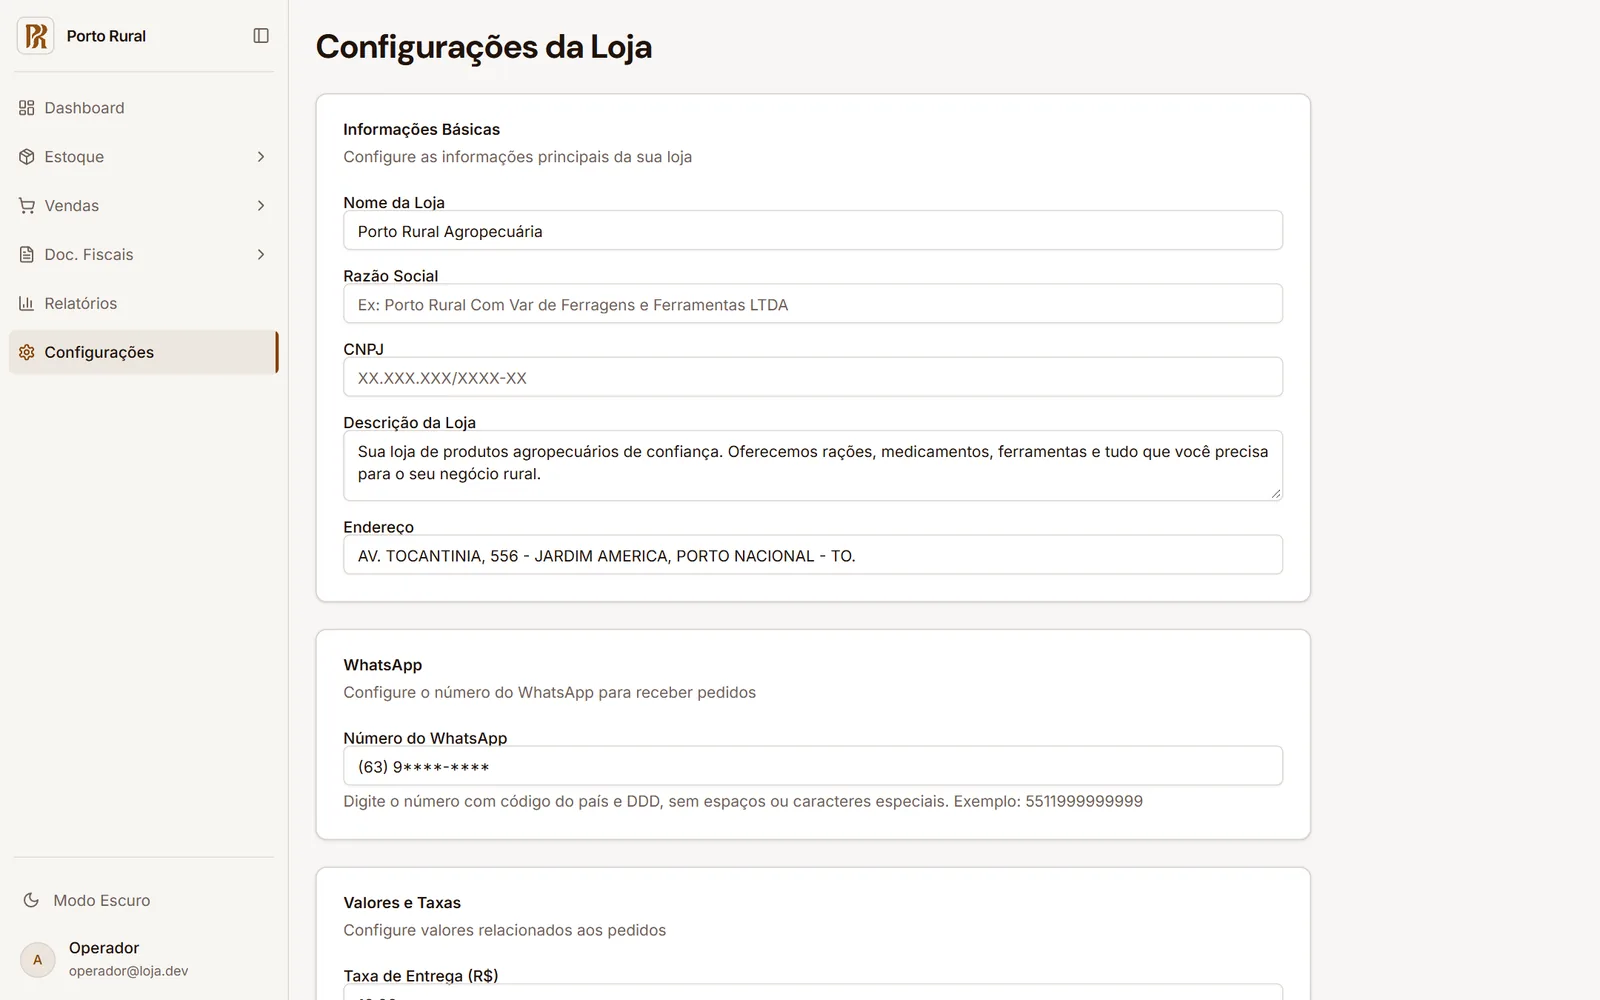 Porto Rural
Dashboard
Estoque
Vendas
Doc. Fiscais
Relatórios
Configurações
Modo Escuro
A
Operador
operador@loja.dev
Configurações da Loja
Informações Básicas
Configure as informações principais da sua loja
Nome da Loja
Porto Rural Agropecuária
Razão Social
Ex: Porto Rural Com Var de Ferragens e Ferramentas LTDA
CNPJ
XX.XXX.XXX/XXXX-XX
Descrição da Loja
Sua loja de produtos agropecuários de confiança. Oferecemos rações, medicamentos, ferramentas e tudo que você precisa
para o seu negócio rural.
Endereço
AV. TOCANTINIA, 556 - JARDIM AMERICA, PORTO NACIONAL - TO.
WhatsApp
Configure o número do WhatsApp para receber pedidos
Número do WhatsApp
(63) 9****-****
Digite o número com código do país e DDD, sem espaços ou caracteres especiais. Exemplo: 5511999999999
Valores e Taxas
Configure valores relacionados aos pedidos
Taxa de Entrega (R$)